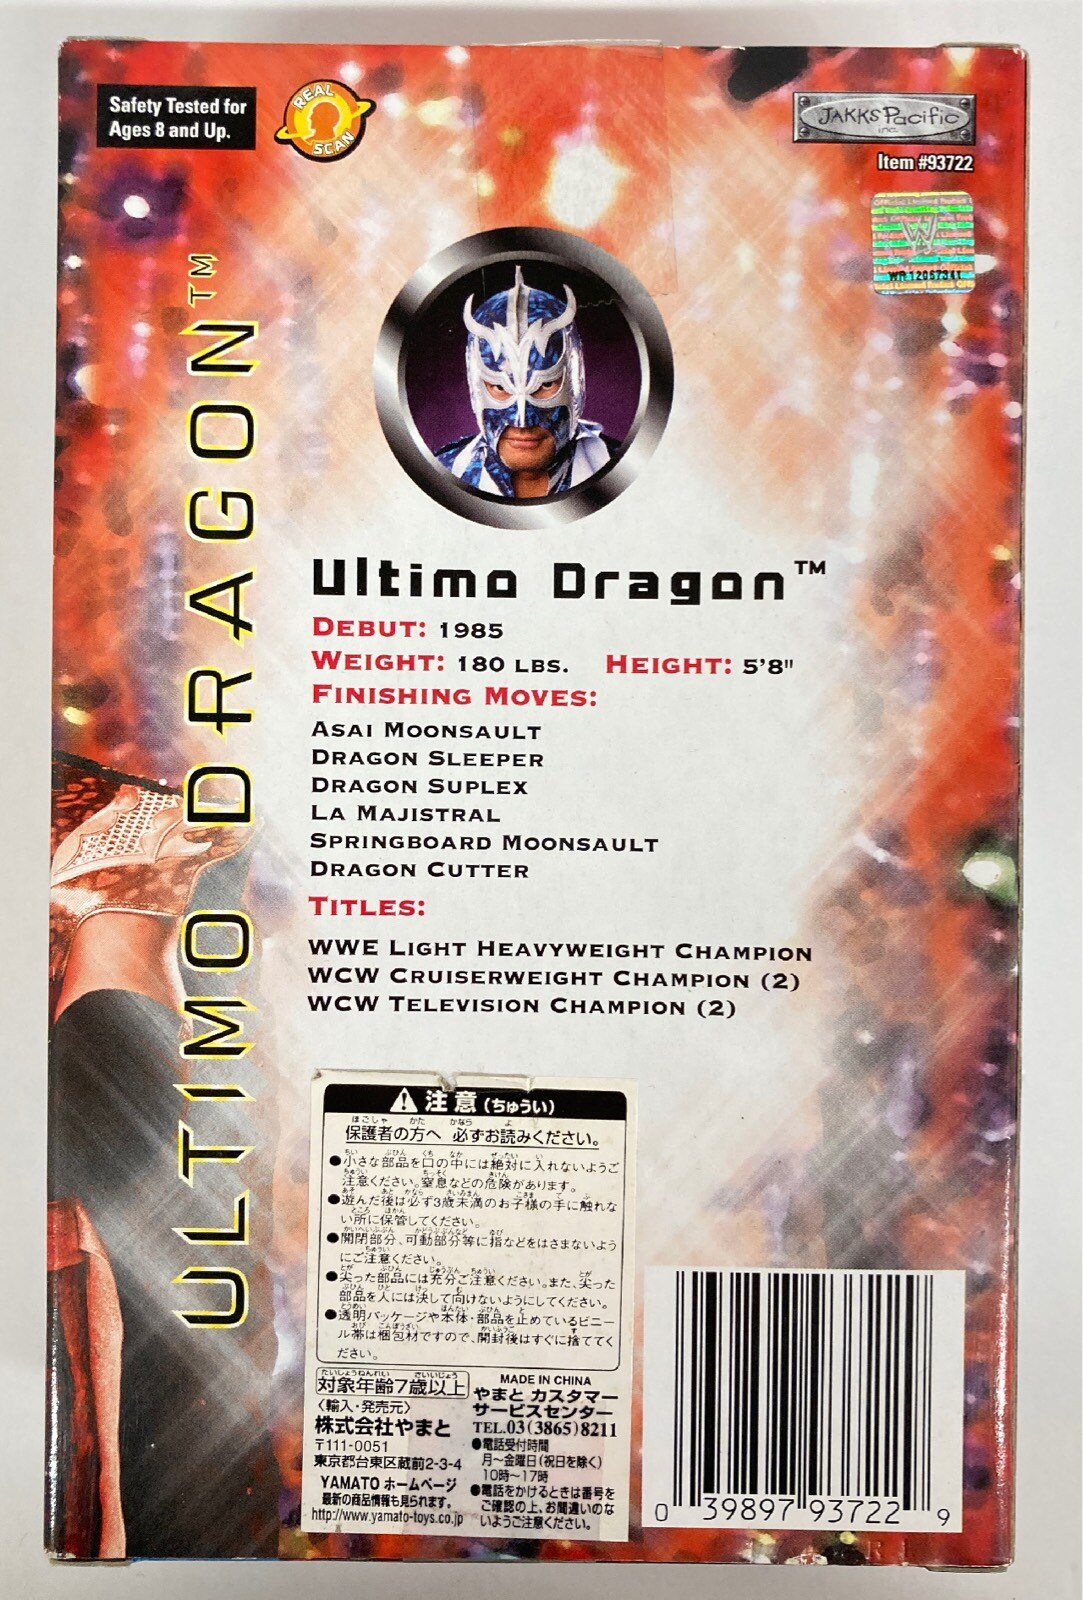 Safety Tested for
Ages 8 and Up.
REAL
SCAN
JAKKS Pacific
inc.
Item #93722
W
WR12067341
ULTIMO DRAGON™
Ultimo Dragon™
DEBUT: 1985
WEIGHT: 180 LBS. HEIGHT: 5'8"
FINISHING MOVES:
ASAI MOONSAULT
DRAGON SLEEPER
DRAGON SUPLEX
LA MAJISTRAL
SPRINGBOARD MOONSAULT
DRAGON CUTTER
TITLES:
WWE LIGHT HEAVYWEIGHT CHAMPION
WCW CRUISERWEIGHT CHAMPION (2)
WCW TELEVISION CHAMPION (2)
注意(ちゅうい)
保護者の方へ 必ずお読みください。
●小さな部品を口の中には絶対に入れないようご
注意ください。窒息などの危険があります。
●遊んだ後は必ず3歳未満のお子様の手に触れな
い所に保管してください。
●開閉部分、可動部分等に指などをはさまないよう
にご注意ください。
●尖った部品には充分ご注意ください。また、尖った
部品を人には決して向けないようにしてください。
●透明パッケージや本体・部品を止めているビニー
ル帯は梱包材ですので、開封後はすぐに捨ててく
ださい。
対象年齢7歳以上
〈輸入・発売元〉
株式会社やまと
〒111-0051
東京都台東区蔵前2-3-4
YAMATO ホームページ
最新の商品情報も見られます。
http://www.yamato-toys.co.jp
MADE IN CHINA
やまと カスタマー
サービスセンター
TEL.03(3865)8211
●電話受付時間
月〜金曜日(祝日を除く)
10時〜17時
●電話をかけるときは番号を
ご確認の上、お間違いのな
いようご注意ください。
0 39897 93722 9